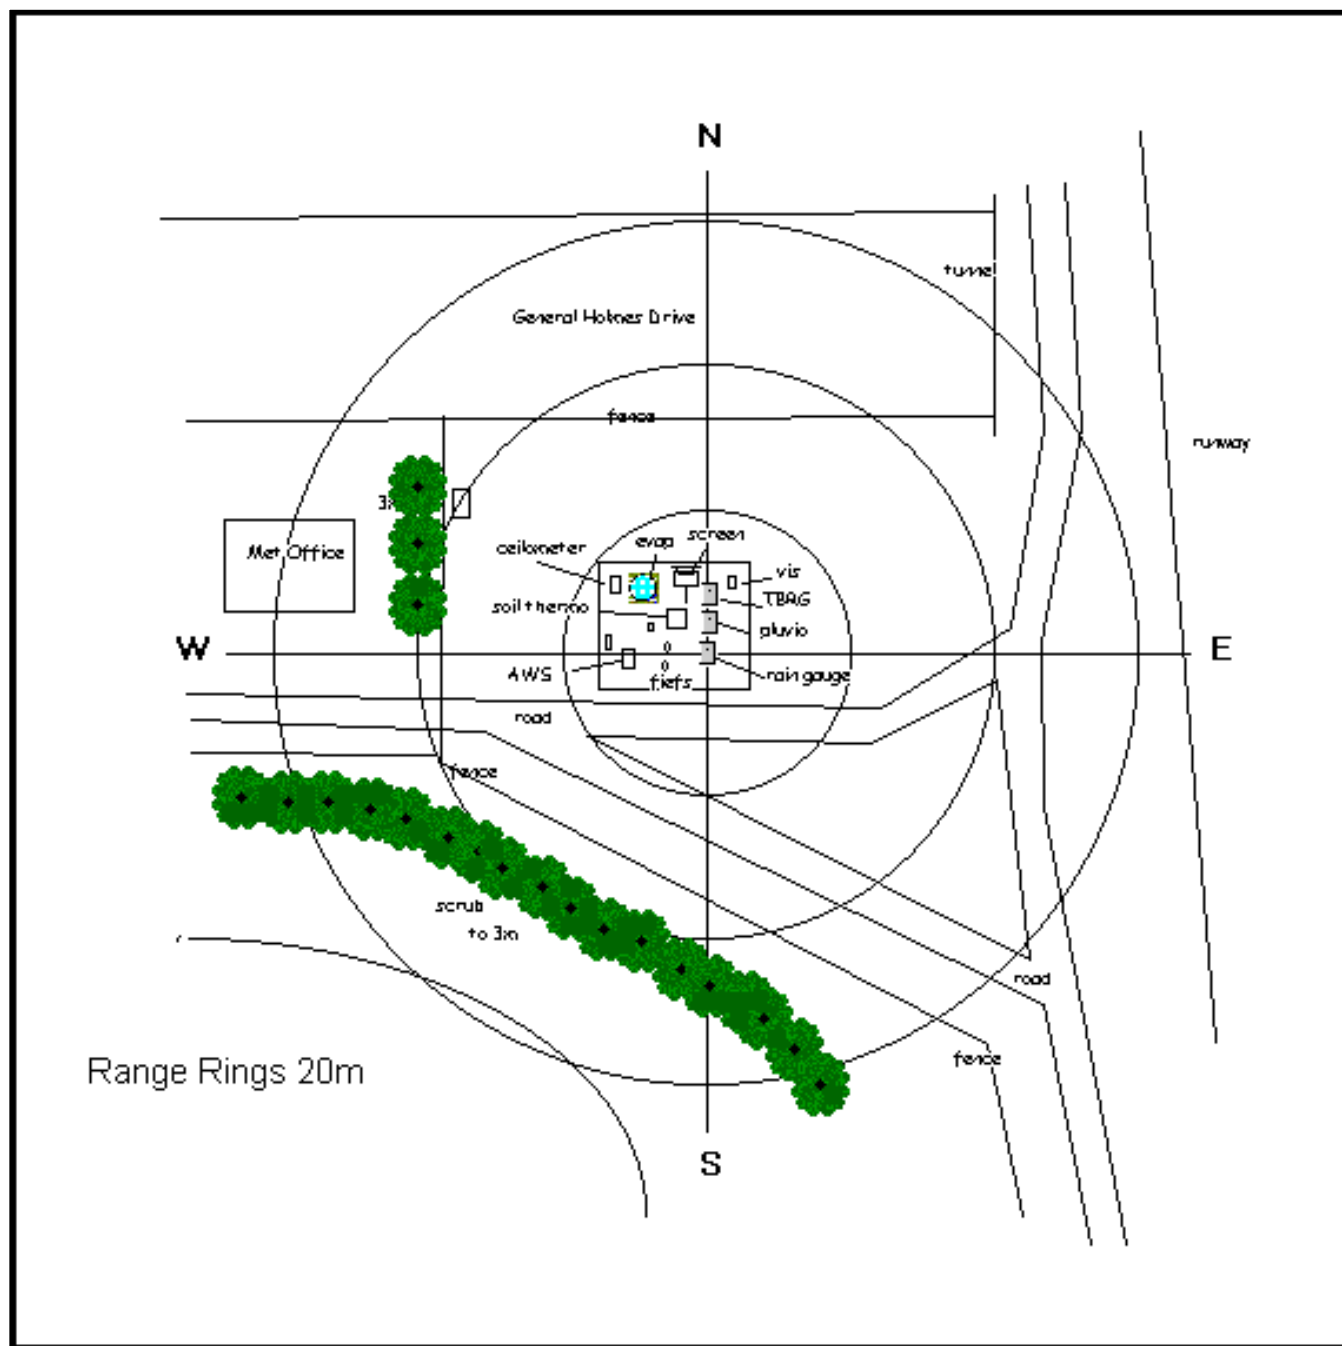 N
tunnel
General Holmes Drive
fence
runway
screen
evap
ceilometer
Met Office
vis
TBRG
soil thermo
pluvio
W
E
AWS
rain gauge
road
fence
scrub
to 3m
road
fence
Range Rings 20m
S